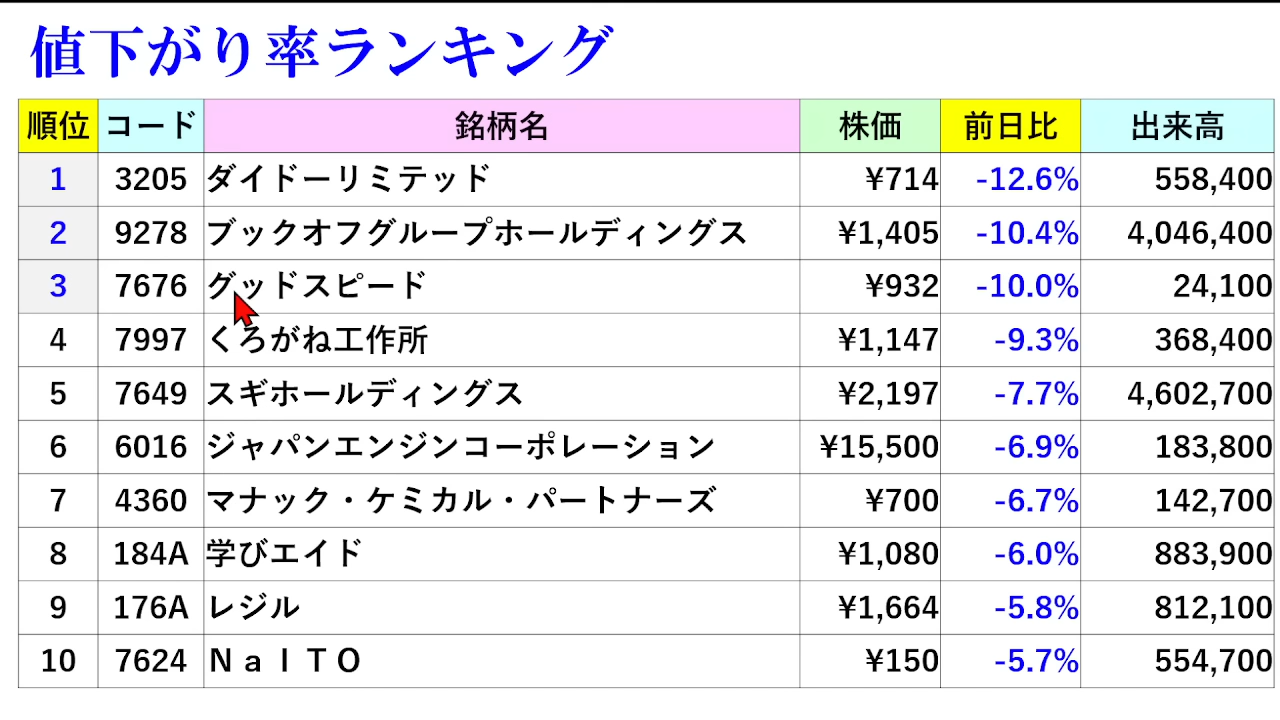 値下がり率ランキング
順位 コード 銘柄名 株価 前日比 出来高
1 3205 ダイドーリミテッド ¥714 -12.6% 558,400
2 9278 ブックオフグループホールディングス ¥1,405 -10.4% 4,046,400
3 7676 グッドスピード ¥932 -10.0% 24,100
4 7997 くろがね工作所 ¥1,147 -9.3% 368,400
5 7649 スギホールディングス ¥2,197 -7.7% 4,602,700
6 6016 ジャパンエンジンコーポレーション ¥15,500 -6.9% 183,800
7 4360 マナック・ケミカル・パートナーズ ¥700 -6.7% 142,700
8 184A 学びエイド ¥1,080 -6.0% 883,900
9 176A レジル ¥1,664 -5.8% 812,100
10 7624 ＮａＩＴＯ ¥150 -5.7% 554,700